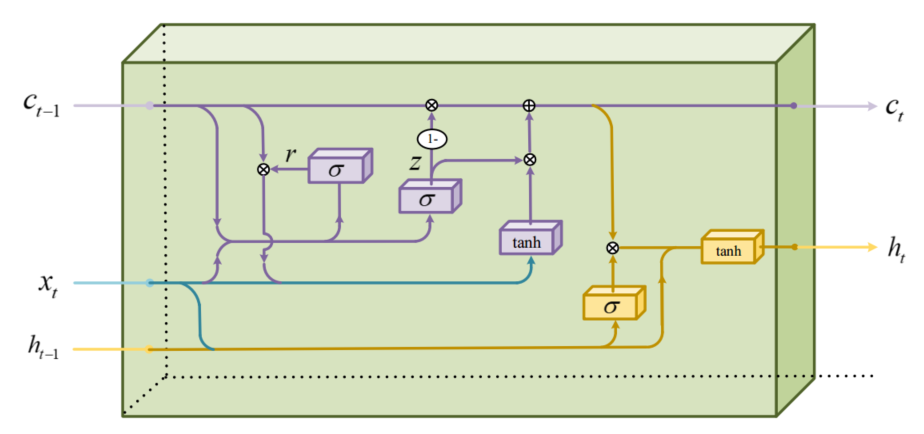 c_{t-1}
c_t
1-
r
σ
z
σ
tanh
h_t
tanh
x_t
σ
h_{t-1}